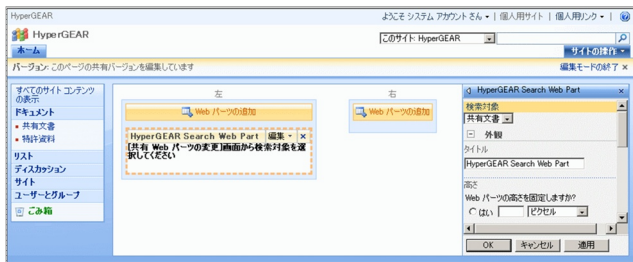 HyperGEAR
ようこそ システム アカウント さん
個人用サイト
個人用リンク
HyperGEAR
このサイト: HyperGEAR
ホーム
サイトの操作
バージョン: このページの共有バージョンを編集しています
編集モードの終了 ×
すべてのサイト コンテンツ
の表示
ドキュメント
共有文書
特許資料
リスト
ディスカッション
サイト
ユーザーとグループ
ごみ箱
左
Web パーツの追加
HyperGEAR Search Web Part 編集 ×
[共有 Web パーツの変更]画面から検索対象を選
択してください
右
Web パーツの追加
HyperGEAR Search Web Part ×
検索対象
共有文書
外観
タイトル
HyperGEAR Search Web Part
高さ
Web パーツの高さを固定しますか?
はい ピクセル
OK キャンセル 適用